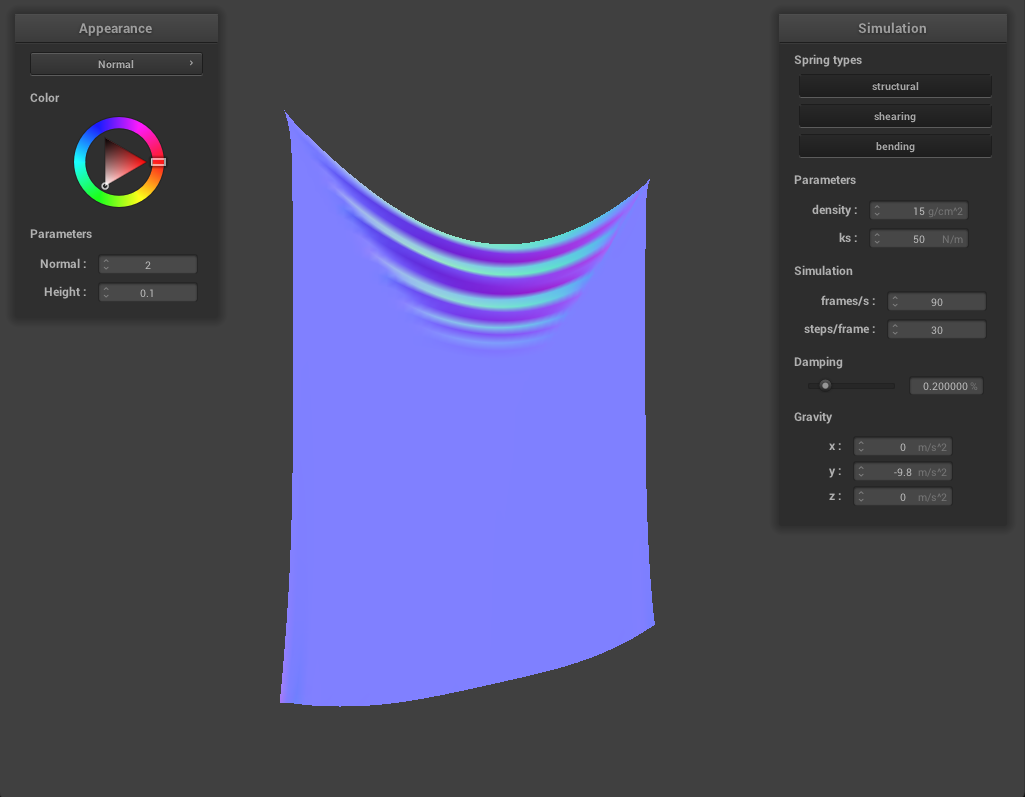 Appearance
Normal
Color
Parameters
Normal : 2
Height : 0.1
Simulation
Spring types
structural
shearing
bending
Parameters
density : 15 g/cm^2
ks : 50 N/m
Simulation
frames/s : 90
steps/frame : 30
Damping
0.200000 %
Gravity
x : 0 m/s^2
y : -9.8 m/s^2
z : 0 m/s^2